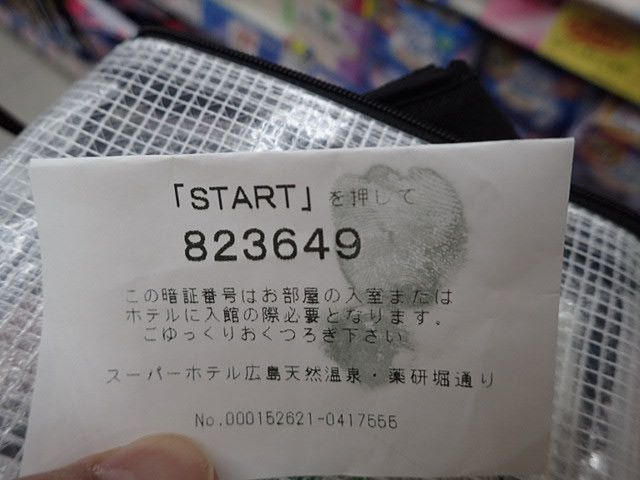 「START」を押して
823649
この暗証番号はお部屋の入室または
ホテルに入館の際必要となります。
ごゆっくりおくつろぎ下さい
スーパーホテル広島天然温泉・薬研堀通り
No.000152621-0417555